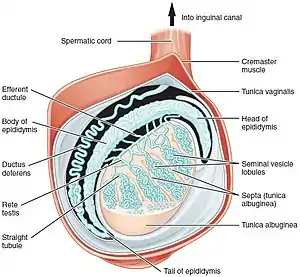 Into inguinal canal
Spermatic cord
Cremaster
muscle
Tunica vaginalis
Efferent
ductule
Body of
epididymis
Head of
epididymis
Ductus
deferens
Seminal vesicle
lobules
Rete
testis
Septa (tunica
albuginea)
Straight
tubule
Tunica albuginea
Tail of epididymis